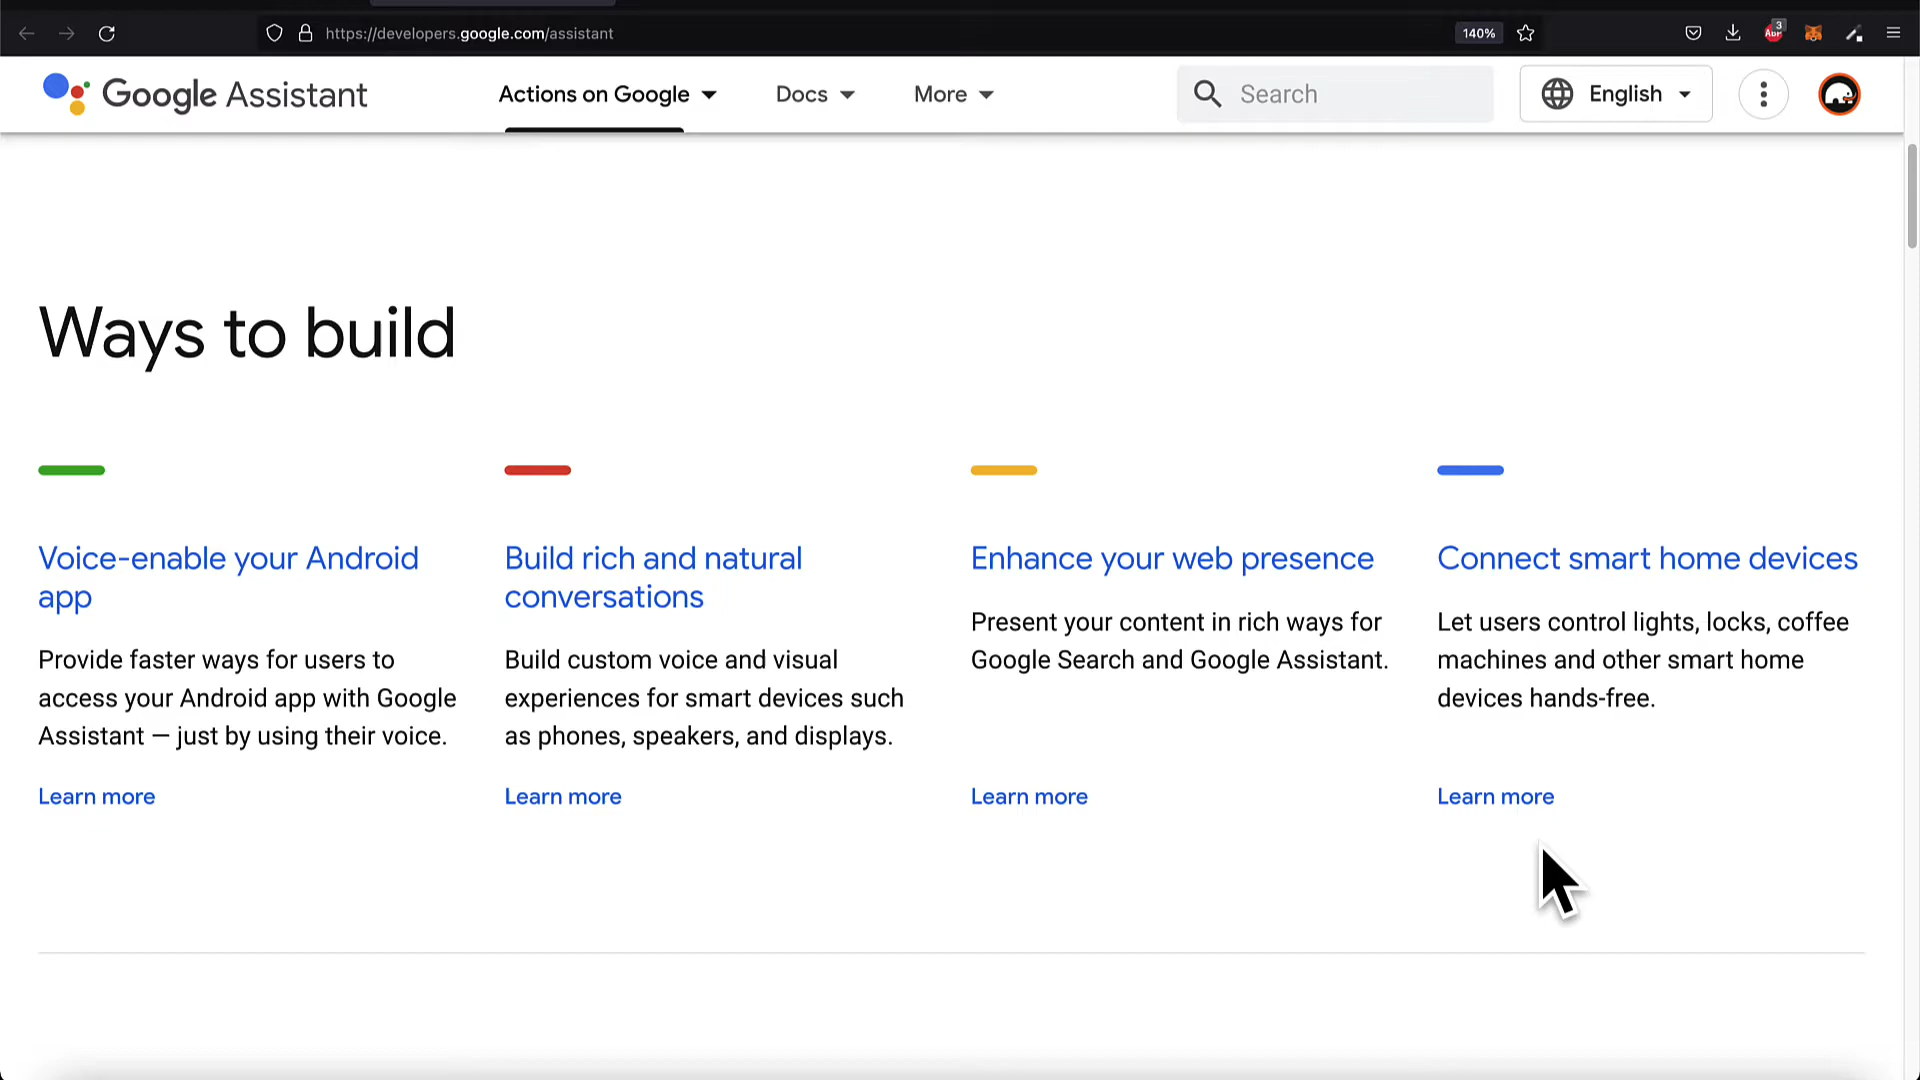 https://developers.google.com/assistant
140%
3
ABP
Google Assistant
Actions on Google
Docs
More
Search
English
Ways to build
Voice-enable your Android
app
Provide faster ways for users to
access your Android app with Google
Assistant — just by using their voice.
Learn more
Build rich and natural
conversations
Build custom voice and visual
experiences for smart devices such
as phones, speakers, and displays.
Learn more
Enhance your web presence
Present your content in rich ways for
Google Search and Google Assistant.
Learn more
Connect smart home devices
Let users control lights, locks, coffee
machines and other smart home
devices hands-free.
Learn more